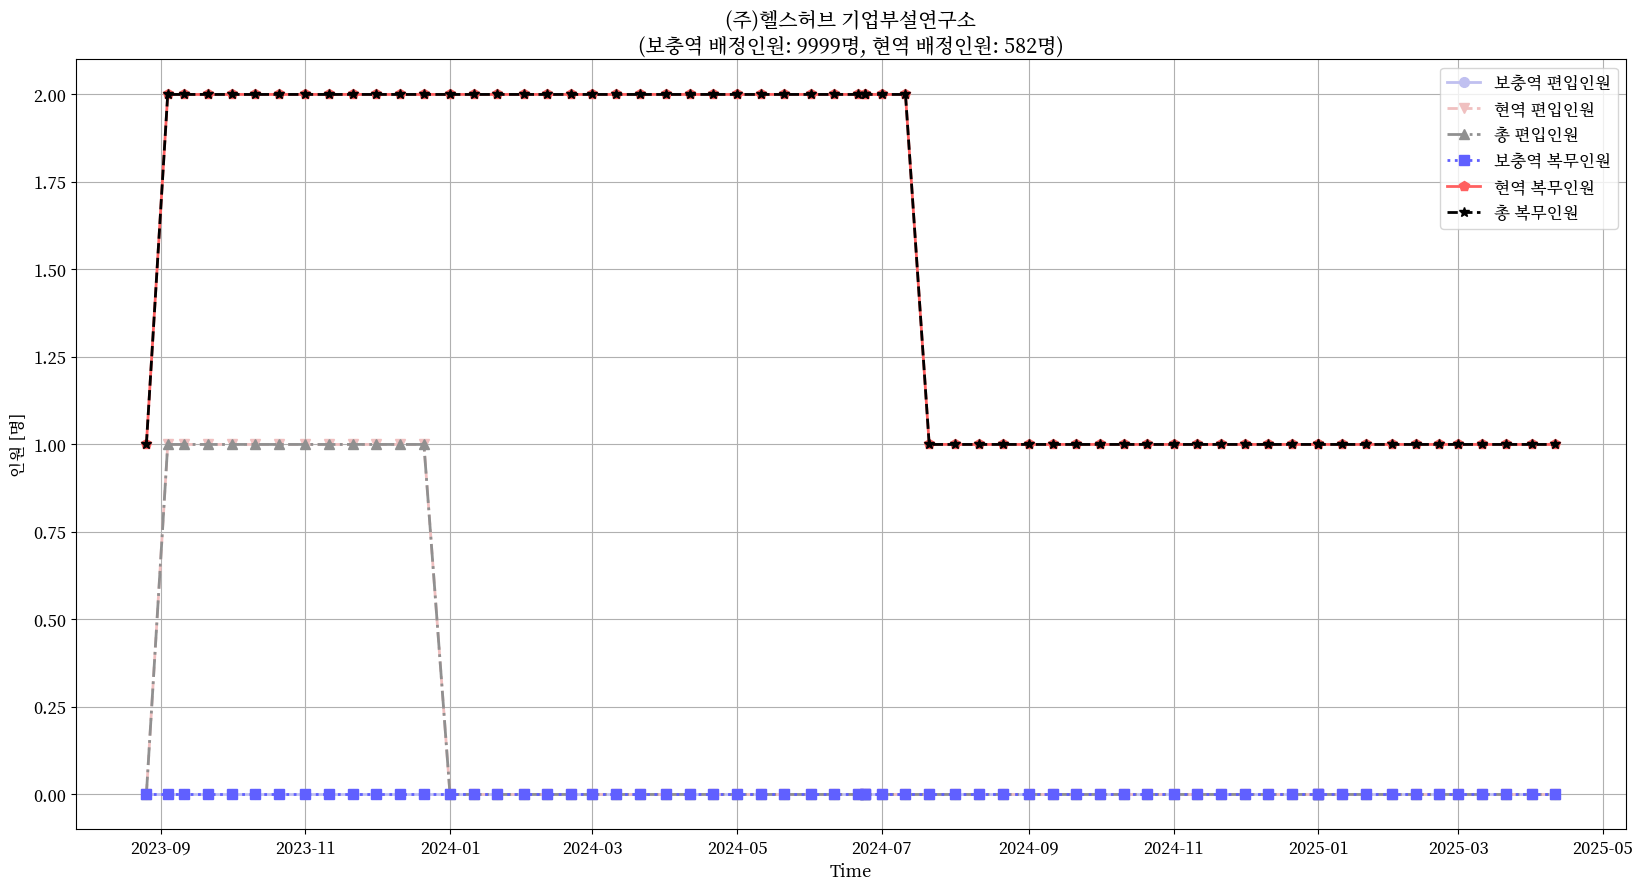 (주)헬스허브 기업부설연구소
(보충역 배정인원: 9999명, 현역 배정인원: 582명)
보충역 편입인원
현역 편입인원
총 편입인원
보충역 복무인원
현역 복무인원
총 복무인원
인원 [명]
2.00
1.75
1.50
1.25
1.00
0.75
0.50
0.25
0.00
2023-09
2023-11
2024-01
2024-03
2024-05
2024-07
2024-09
2024-11
2025-01
2025-03
2025-05
Time